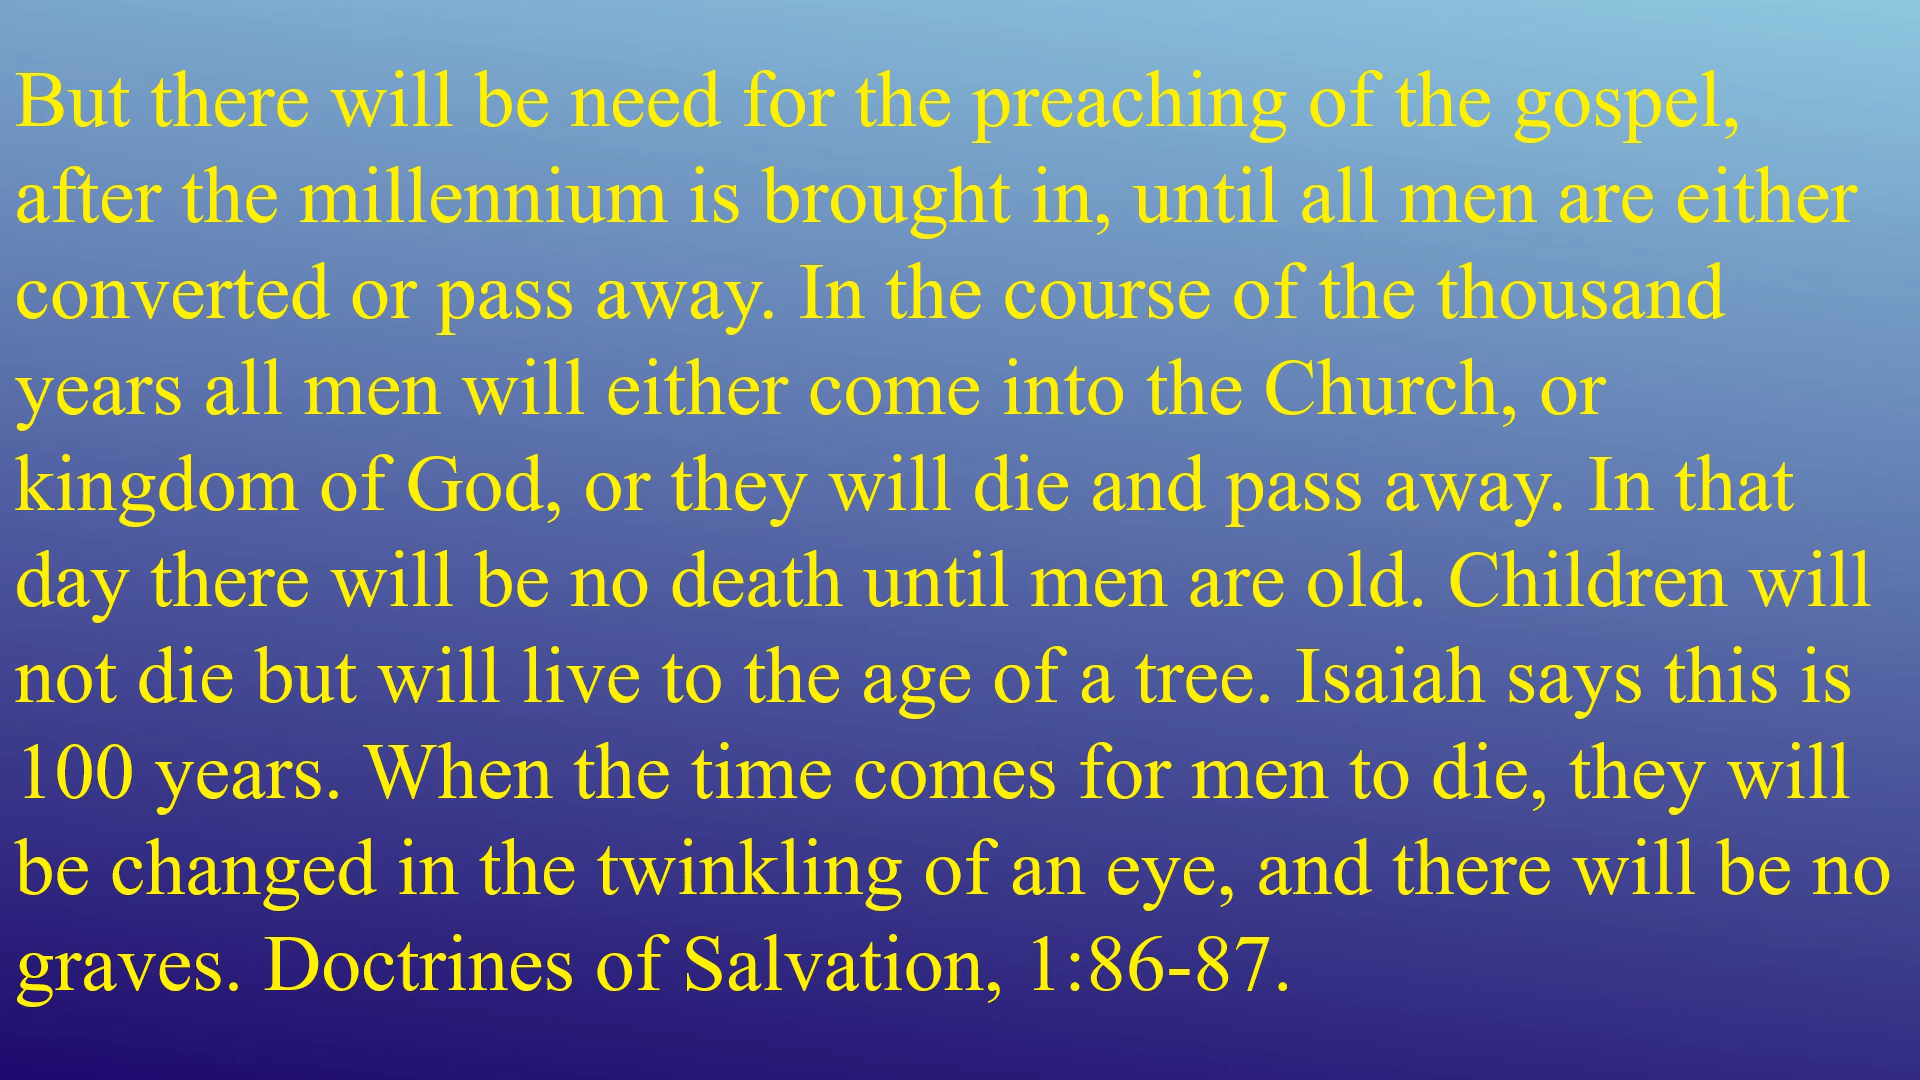 But there will be need for the preaching of the gospel,
after the millennium is brought in, until all men are either
converted or pass away. In the course of the thousand
years all men will either come into the Church, or
kingdom of God, or they will die and pass away. In that
day there will be no death until men are old. Children will
not die but will live to the age of a tree. Isaiah says this is
100 years. When the time comes for men to die, they will
be changed in the twinkling of an eye, and there will be no
graves. Doctrines of Salvation, 1:86-87.